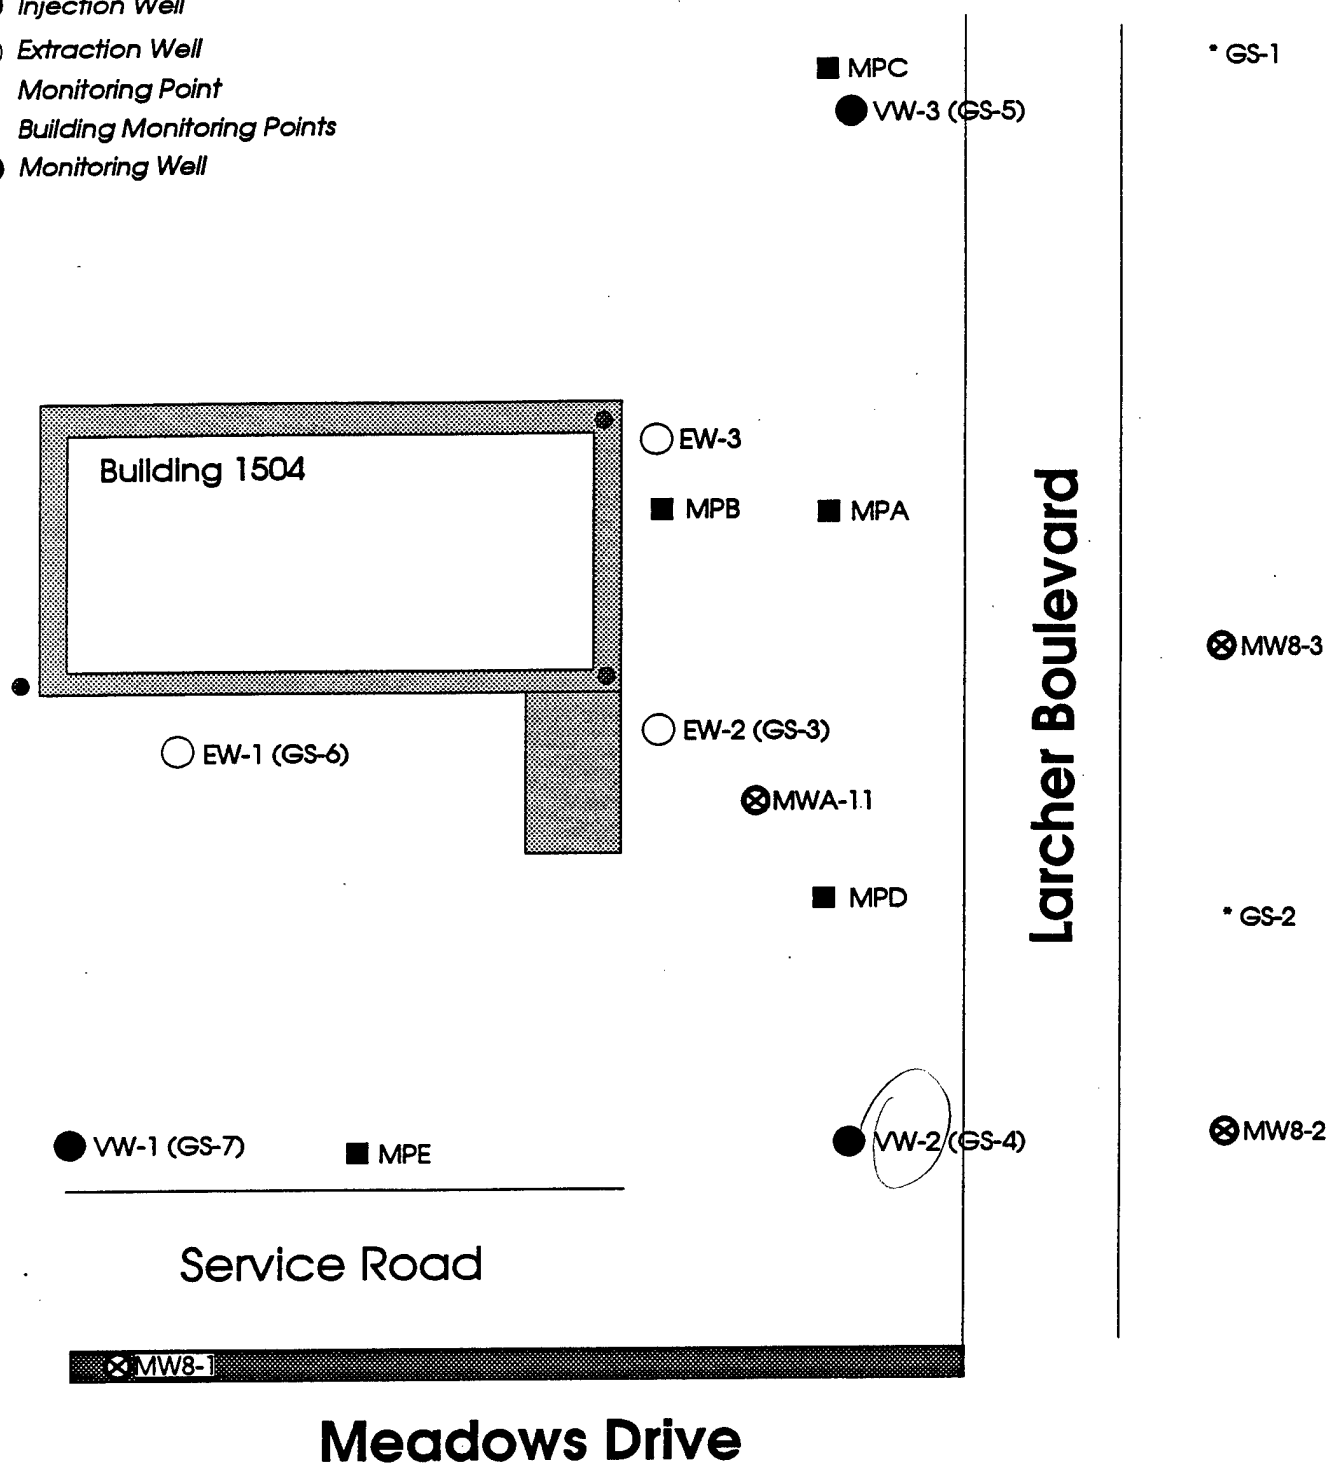 Injection Well
Extraction Well
Monitoring Point
Building Monitoring Points
Monitoring Well
MPC
VW-3 (GS-5)
* GS-1
Building 1504
EW-3
MPB
MPA
Larcher Boulevard
MW8-3
EW-2 (GS-3)
EW-1 (GS-6)
MWA-11
MPD
* GS-2
VW-1 (GS-7)
MPE
VW-2 (GS-4)
MW8-2
Service Road
MW8-1
Meadows Drive